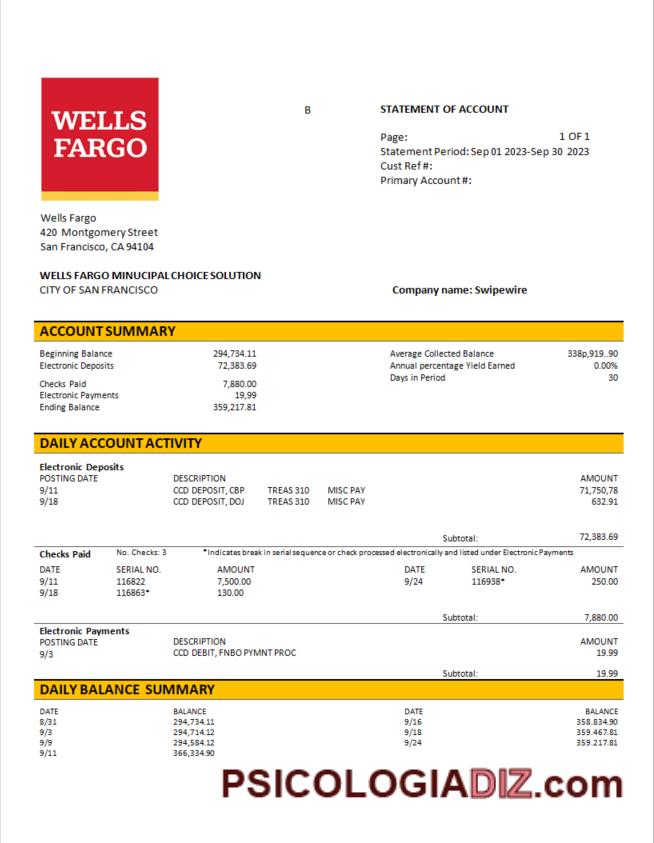 WELLS
FARGO
B
STATEMENT OF ACCOUNT
Page: 1 OF 1
Statement Period: Sep 01 2023-Sep 30 2023
Cust Ref #:
Primary Account #:
Wells Fargo
420 Montgomery Street
San Francisco, CA 94104
WELLS FARGO MINUCIPAL CHOICE SOLUTION
CITY OF SAN FRANCISCO
Company name: Swipewire
ACCOUNT SUMMARY
Beginning Balance 294,734.11 Average Collected Balance 338p,919..90
Electronic Deposits 72,383.69 Annual percentage Yield Earned 0.00%
Days in Period 30
Checks Paid 7,880.00
Electronic Payments 19,99
Ending Balance 359,217.81
DAILY ACCOUNT ACTIVITY
Electronic Deposits
POSTING DATE DESCRIPTION AMOUNT
9/11 CCD DEPOSIT, CBP TREAS 310 MISC PAY 71,750,78
9/18 CCD DEPOSIT, DOJ TREAS 310 MISC PAY 632.91
Subtotal: 72,383.69
Checks Paid No. Checks: 3 *Indicates break in serial sequence or check processed electronically and listed under Electronic Payments
DATE SERIAL NO. AMOUNT DATE SERIAL NO. AMOUNT
9/11 116822 7,500.00 9/24 116938* 250.00
9/18 116863* 130.00
Subtotal: 7,880.00
Electronic Payments
POSTING DATE DESCRIPTION AMOUNT
9/3 CCD DEBIT, FNBO PYMNT PROC 19.99
Subtotal: 19.99
DAILY BALANCE SUMMARY
DATE BALANCE DATE BALANCE
8/31 294,734.11 9/16 358.834.90
9/3 294,714.12 9/18 359.467.81
9/9 294,584.12 9/24 359.217.81
9/11 366,334.90
PSICOLOGIADIZ.com